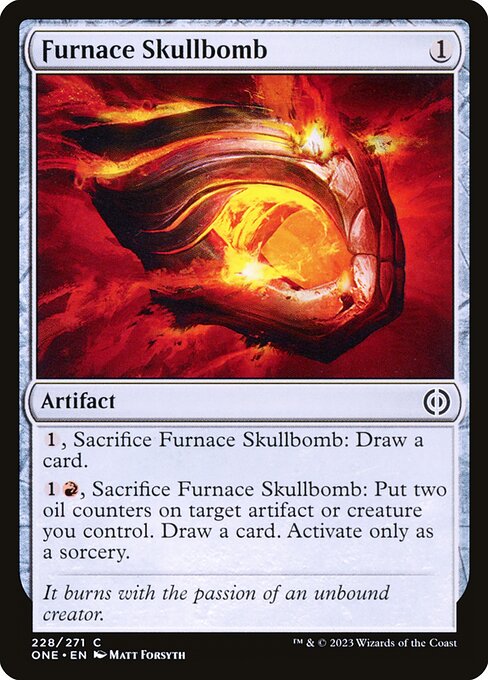 Furnace Skullbomb 1
Artifact
1, Sacrifice Furnace Skullbomb: Draw a
card.
1, Sacrifice Furnace Skullbomb: Put two
oil counters on target artifact or creature
you control. Draw a card. Activate only as
a sorcery.
It burns with the passion of an unbound
creator.
228/271 C
ONE • EN Matt Forsyth
™ & © 2023 Wizards of the Coast